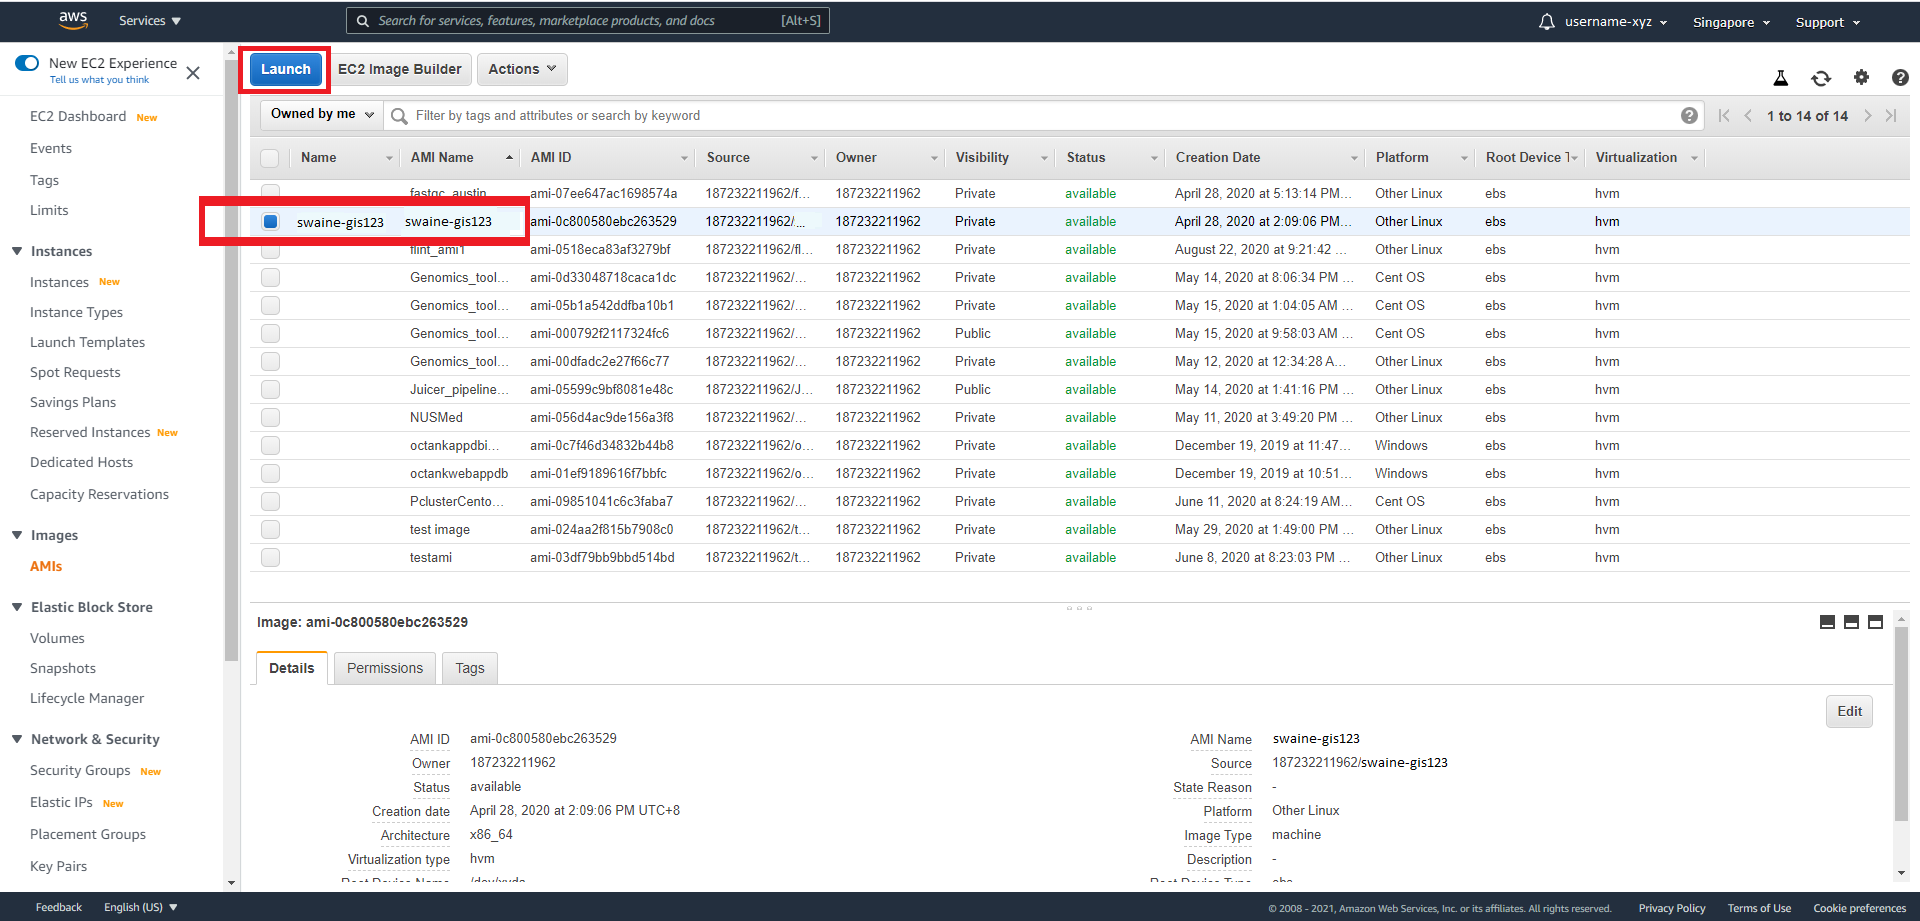 aws Services Search for services, features, marketplace products, and docs [Alt+S] username-xyz Singapore Support
New EC2 Experience
Tell us what you think
EC2 Dashboard New
Events
Tags
Limits
Instances
Instances New
Instance Types
Launch Templates
Spot Requests
Savings Plans
Reserved Instances New
Dedicated Hosts
Capacity Reservations
Images
AMIs
Elastic Block Store
Volumes
Snapshots
Lifecycle Manager
Network & Security
Security Groups New
Elastic IPs New
Placement Groups
Key Pairs
Launch EC2 Image Builder Actions
Owned by me Filter by tags and attributes or search by keyword 1 to 14 of 14
Name AMI Name AMI ID Source Owner Visibility Status Creation Date Platform Root Device T Virtualization
fastqc_austin ami-07ee647ac1698574a 187232211962/f... 187232211962 Private available April 28, 2020 at 5:13:14 PM... Other Linux ebs hvm
swaine-gis123 swaine-gis123 ami-0c800580ebc263529 187232211962/... 187232211962 Private available April 28, 2020 at 2:09:06 PM... Other Linux ebs hvm
flint_ami1 ami-0518eca83af3279bf 187232211962/fl... 187232211962 Private available August 22, 2020 at 9:21:42 ... Other Linux ebs hvm
Genomics_tool... ami-0d33048718caca1dc 187232211962/... 187232211962 Private available May 14, 2020 at 8:06:34 PM ... Cent OS ebs hvm
Genomics_tool... ami-05b1a542ddfba10b1 187232211962/... 187232211962 Private available May 15, 2020 at 1:04:05 AM ... Cent OS ebs hvm
Genomics_tool... ami-000792f2117324fc6 187232211962/... 187232211962 Public available May 15, 2020 at 9:58:03 AM ... Cent OS ebs hvm
Genomics_tool... ami-00dfadc2e27f66c77 187232211962/... 187232211962 Private available May 12, 2020 at 12:34:28 A... Other Linux ebs hvm
Juicer_pipeline... ami-05599c9bf8081e48c 187232211962/J... 187232211962 Public available May 14, 2020 at 1:41:16 PM ... Other Linux ebs hvm
NUSMed ami-056d4ac9de156a3f8 187232211962/... 187232211962 Private available May 11, 2020 at 3:49:20 PM ... Other Linux ebs hvm
octankappdbi... ami-0c7f46d34832b44b8 187232211962/o... 187232211962 Private available December 19, 2019 at 11:47... Windows ebs hvm
octankwebappdb ami-01ef9189616f7bbfc 187232211962/o... 187232211962 Private available December 19, 2019 at 10:51... Windows ebs hvm
PclusterCento... ami-09851041c6c3faba7 187232211962/... 187232211962 Private available June 11, 2020 at 8:24:19 AM... Cent OS ebs hvm
test image ami-024aa2f815b7908c0 187232211962/t... 187232211962 Private available May 29, 2020 at 1:49:00 PM ... Other Linux ebs hvm
testami ami-03df79bb9bbd514bd 187232211962/t... 187232211962 Private available June 8, 2020 at 8:23:03 PM ... Other Linux ebs hvm
Image: ami-0c800580ebc263529
Details Permissions Tags
Edit
AMI ID ami-0c800580ebc263529 AMI Name swaine-gis123
Owner 187232211962 Source 187232211962/swaine-gis123
Status available State Reason -
Creation date April 28, 2020 at 2:09:06 PM UTC+8 Platform Other Linux
Architecture x86_64 Image Type machine
Virtualization type hvm Description -
Root Device Name /dev/xvda Root Device Type ebs
Feedback English (US) © 2008 - 2021, Amazon Web Services, Inc. or its affiliates. All rights reserved. Privacy Policy Terms of Use Cookie preferences